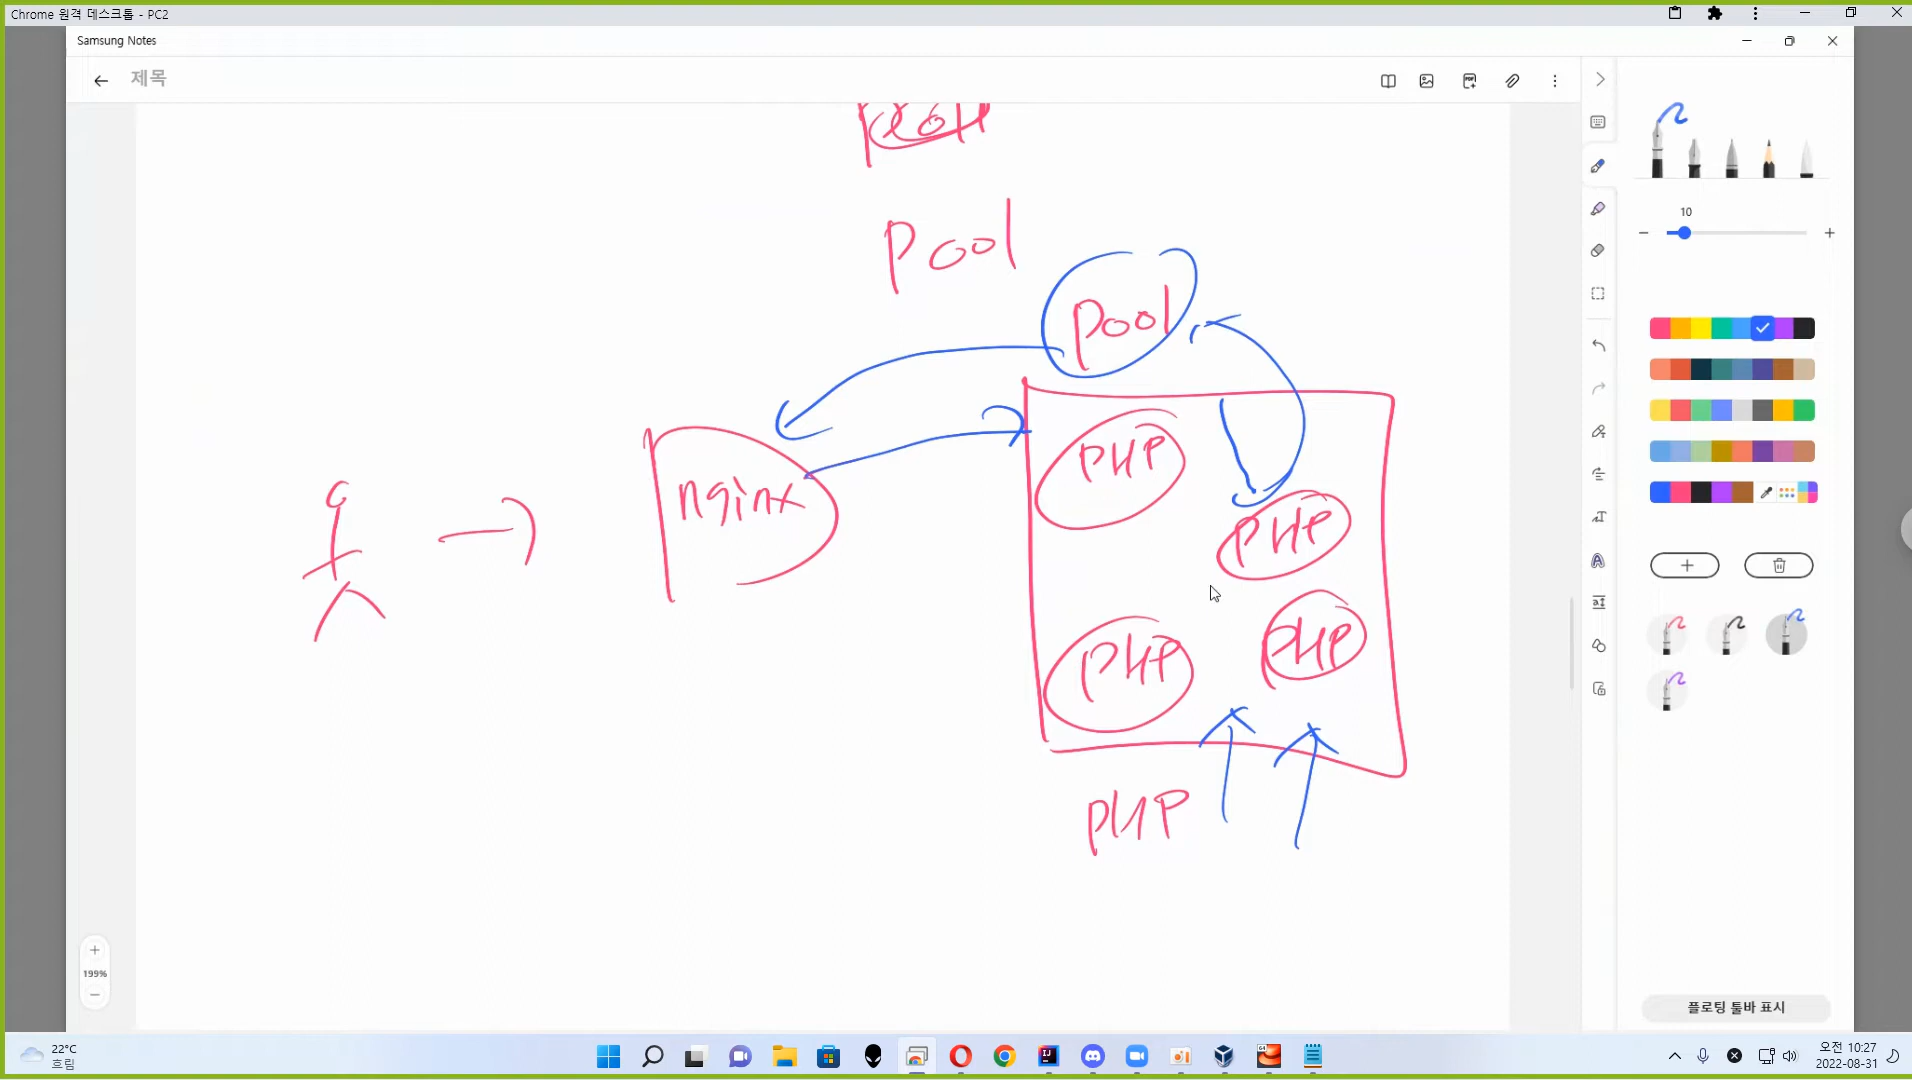 Chrome 원격 데스크톱 - PC2
Samsung Notes
제목
Pool
Pool
PHP
nginx
PHP
PHP
PHP
PHP
10
199%
플로팅 툴바 표시
22°C
흐림
오전 10:27
2022-08-31